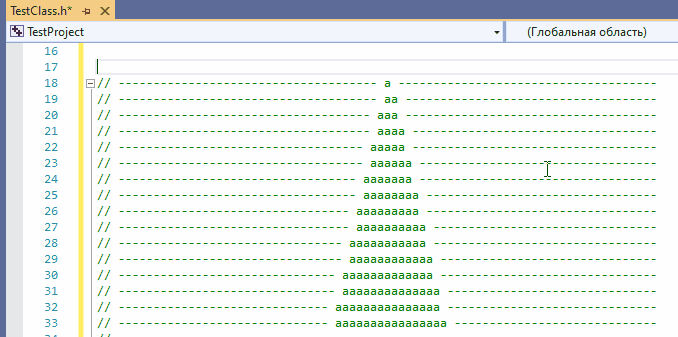 TestClass.h*
TestProject (Глобальная область)
16
17
18 // ------------------------------------- a -------------------------------------
19 // ------------------------------------- aa ------------------------------------
20 // ------------------------------------ aaa ------------------------------------
21 // ------------------------------------ aaaa -----------------------------------
22 // ----------------------------------- aaaaa -----------------------------------
23 // ----------------------------------- aaaaaa ----------------------------------
24 // ---------------------------------- aaaaaaa ----------------------------------
25 // ---------------------------------- aaaaaaaa ---------------------------------
26 // --------------------------------- aaaaaaaaa ---------------------------------
27 // --------------------------------- aaaaaaaaaa --------------------------------
28 // -------------------------------- aaaaaaaaaaa --------------------------------
29 // -------------------------------- aaaaaaaaaaaa -------------------------------
30 // ------------------------------- aaaaaaaaaaaaa -------------------------------
31 // ------------------------------- aaaaaaaaaaaaaa ------------------------------
32 // ------------------------------ aaaaaaaaaaaaaaa ------------------------------
33 // ------------------------------ aaaaaaaaaaaaaaaa -----------------------------